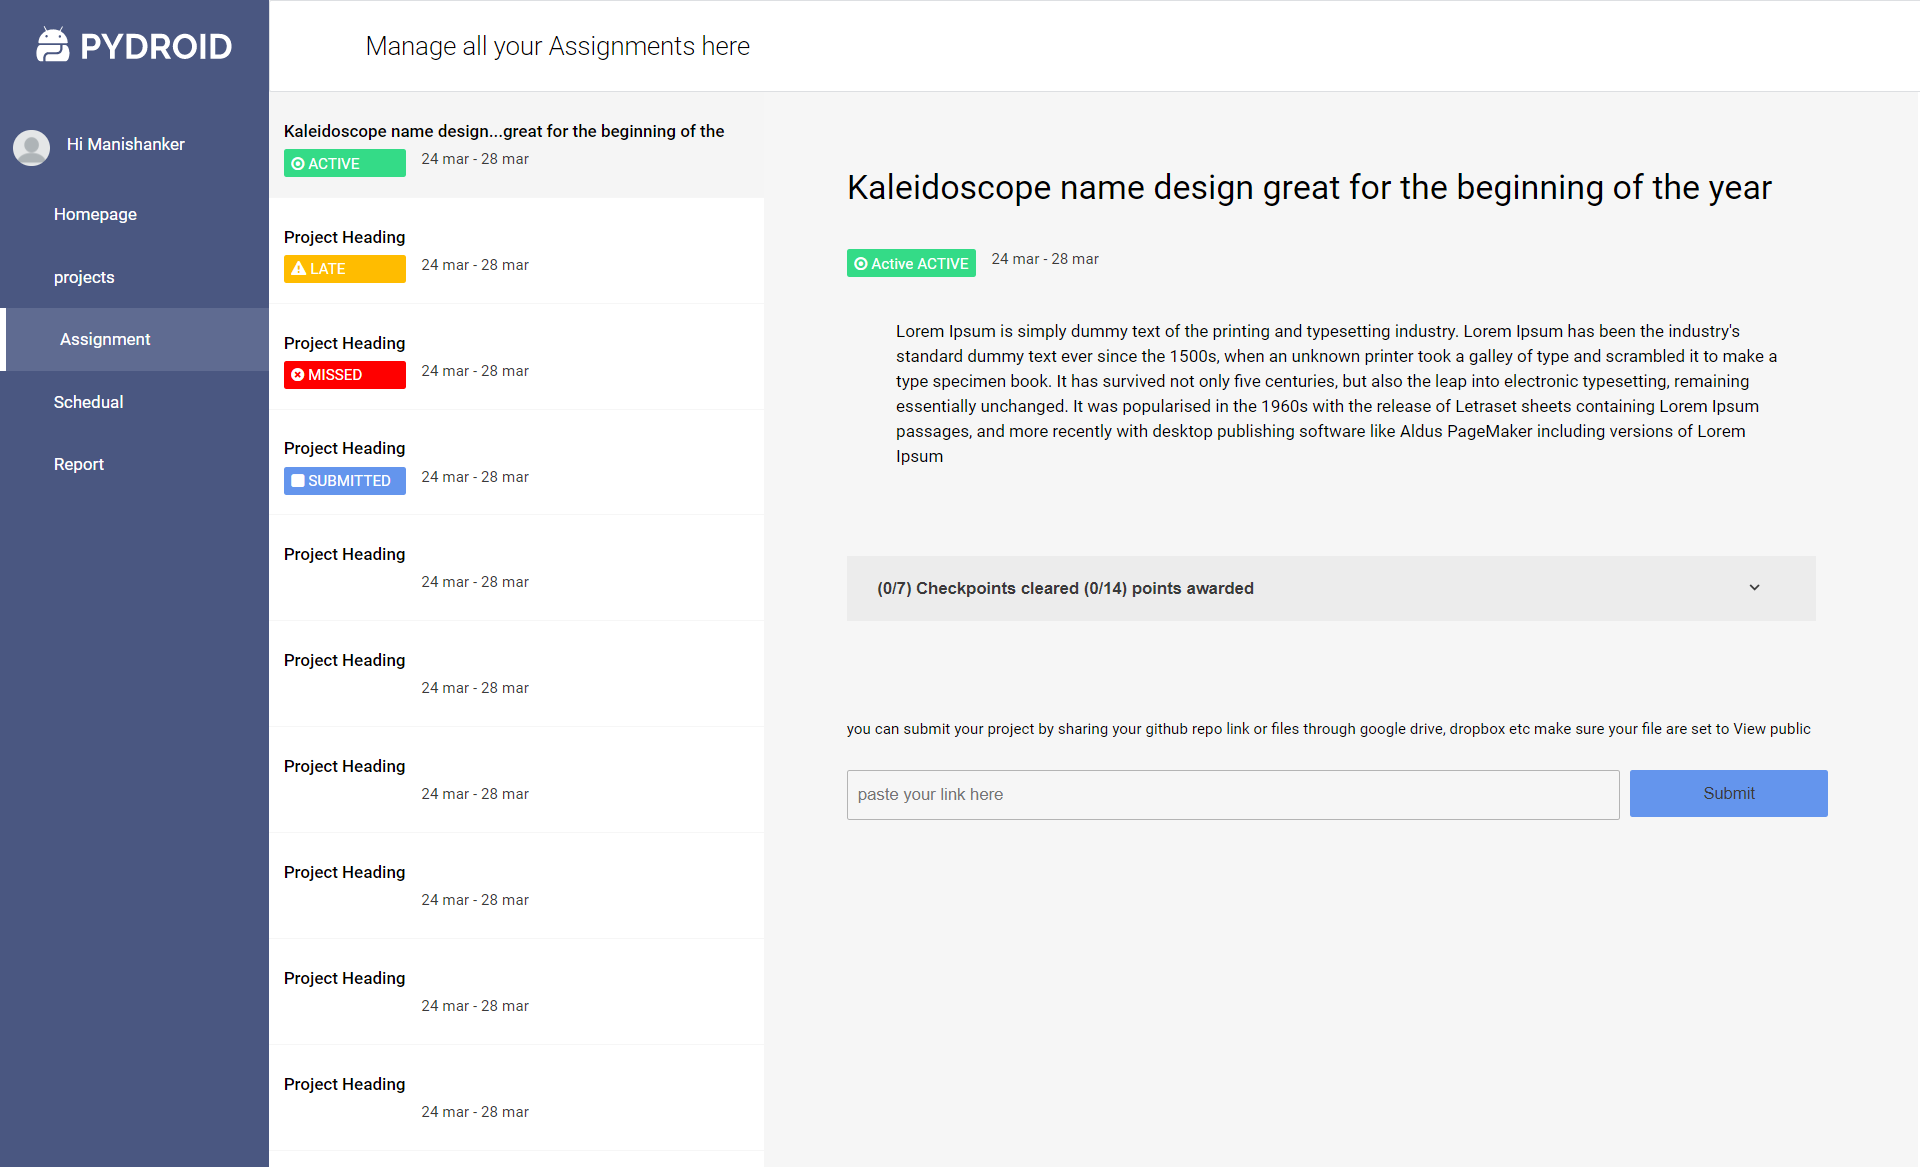 PYDROID
Manage all your Assignments here
Hi Manishanker
Homepage
projects
Assignment
Schedual
Report
Kaleidoscope name design...great for the beginning of the
ACTIVE
24 mar - 28 mar
Project Heading
LATE
24 mar - 28 mar
Project Heading
MISSED
24 mar - 28 mar
Project Heading
SUBMITTED
24 mar - 28 mar
Project Heading
24 mar - 28 mar
Project Heading
24 mar - 28 mar
Project Heading
24 mar - 28 mar
Project Heading
24 mar - 28 mar
Project Heading
24 mar - 28 mar
Project Heading
24 mar - 28 mar
Kaleidoscope name design great for the beginning of the year
Active ACTIVE
24 mar - 28 mar
Lorem Ipsum is simply dummy text of the printing and typesetting industry. Lorem Ipsum has been the industry's
standard dummy text ever since the 1500s, when an unknown printer took a galley of type and scrambled it to make a
type specimen book. It has survived not only five centuries, but also the leap into electronic typesetting, remaining
essentially unchanged. It was popularised in the 1960s with the release of Letraset sheets containing Lorem Ipsum
passages, and more recently with desktop publishing software like Aldus PageMaker including versions of Lorem
Ipsum
(0/7) Checkpoints cleared (0/14) points awarded
you can submit your project by sharing your github repo link or files through google drive, dropbox etc make sure your file are set to View public
paste your link here
Submit